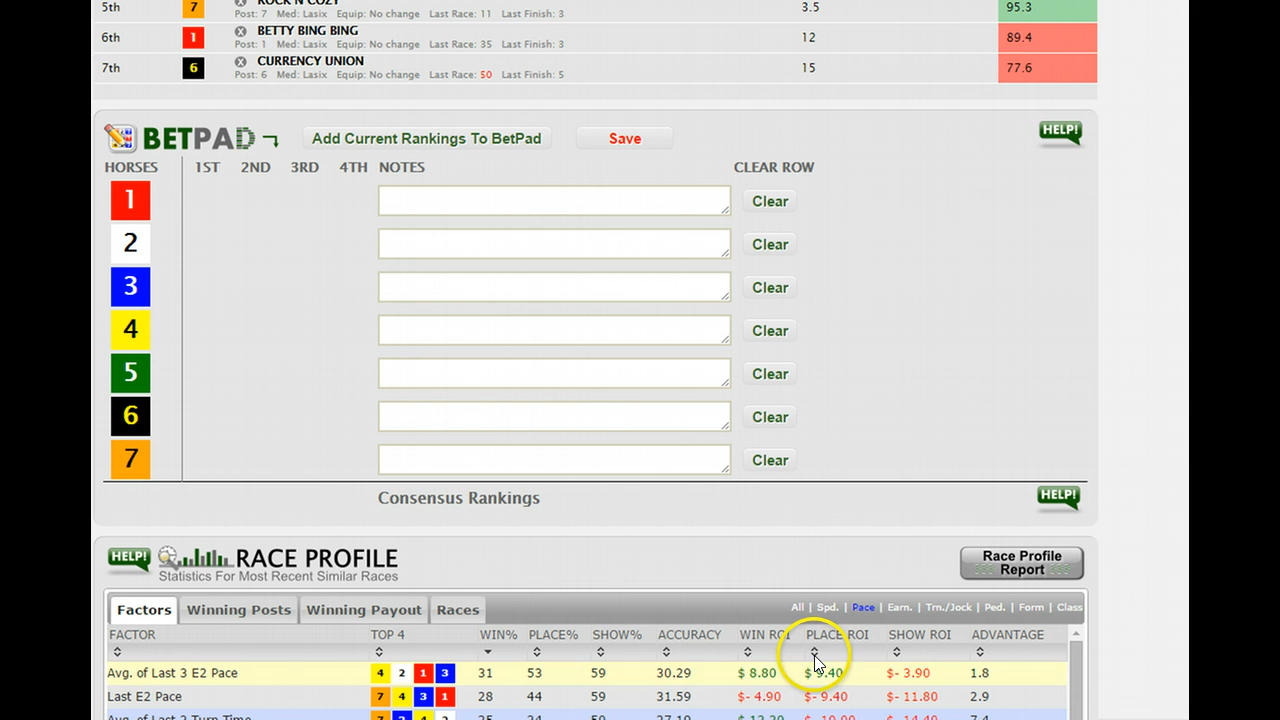 5th 7 ROCK N COZY 3.5 95.3
Post: 7 Med: Lasix Equip: No change Last Race: 11 Last Finish: 3
6th 1 BETTY BING BING 12 89.4
Post: 1 Med: Lasix Equip: No change Last Race: 35 Last Finish: 3
7th 6 CURRENCY UNION 15 77.6
Post: 6 Med: Lasix Equip: No change Last Race: 50 Last Finish: 5
BETPAD Add Current Rankings To BetPad Save HELP!
HORSES 1ST 2ND 3RD 4TH NOTES CLEAR ROW
1 Clear
2 Clear
3 Clear
4 Clear
5 Clear
6 Clear
7 Clear
Consensus Rankings HELP!
HELP! RACE PROFILE Race Profile Report
Statistics For Most Recent Similar Races
Factors Winning Posts Winning Payout Races All | Spd. | Pace | Earn. | Trn./Jock | Ped. | Form | Class
FACTOR TOP 4 WIN% PLACE% SHOW% ACCURACY WIN ROI PLACE ROI SHOW ROI ADVANTAGE
Avg. of Last 3 E2 Pace 4 2 1 3 31 53 59 30.29 $ 8.80 $ 9.40 $- 3.90 1.8
Last E2 Pace 7 4 3 1 28 44 59 31.59 $- 4.90 $- 9.40 $- 11.80 2.9
Avg. of Last 2 Turn Time